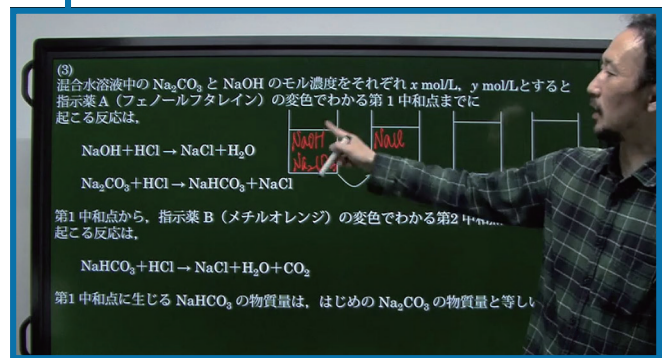 (3)
混合水溶液中の Na₂CO₃ と NaOH のモル濃度をそれぞれ x mol/L，y mol/Lとすると
指示薬 A（フェノールフタレイン）の変色でわかる第 1 中和点までに
起こる反応は，
NaOH
NaCl
NaOH＋HCl → NaCl＋H₂O
Na₂CO₃＋HCl → NaHCO₃＋NaCl
第1 中和点から，指示薬 B（メチルオレンジ）の変色でわかる第2 中和
起こる反応は，
NaHCO₃＋HCl → NaCl＋H₂O＋CO₂
第1 中和点に生じる NaHCO₃ の物質量は，はじめの Na₂CO₃ の物質量と等しい